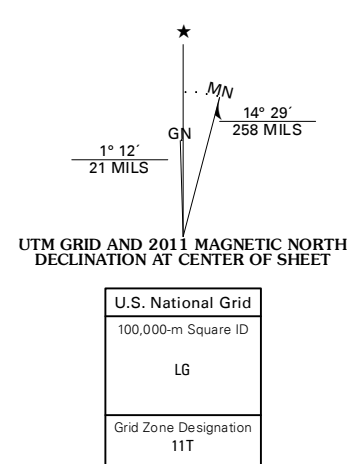 ★
MN
14° 29´
258 MILS
GN
1° 12´
21 MILS
UTM GRID AND 2011 MAGNETIC NORTH
DECLINATION AT CENTER OF SHEET
U.S. National Grid
100,000-m Square ID
LG
Grid Zone Designation
11T